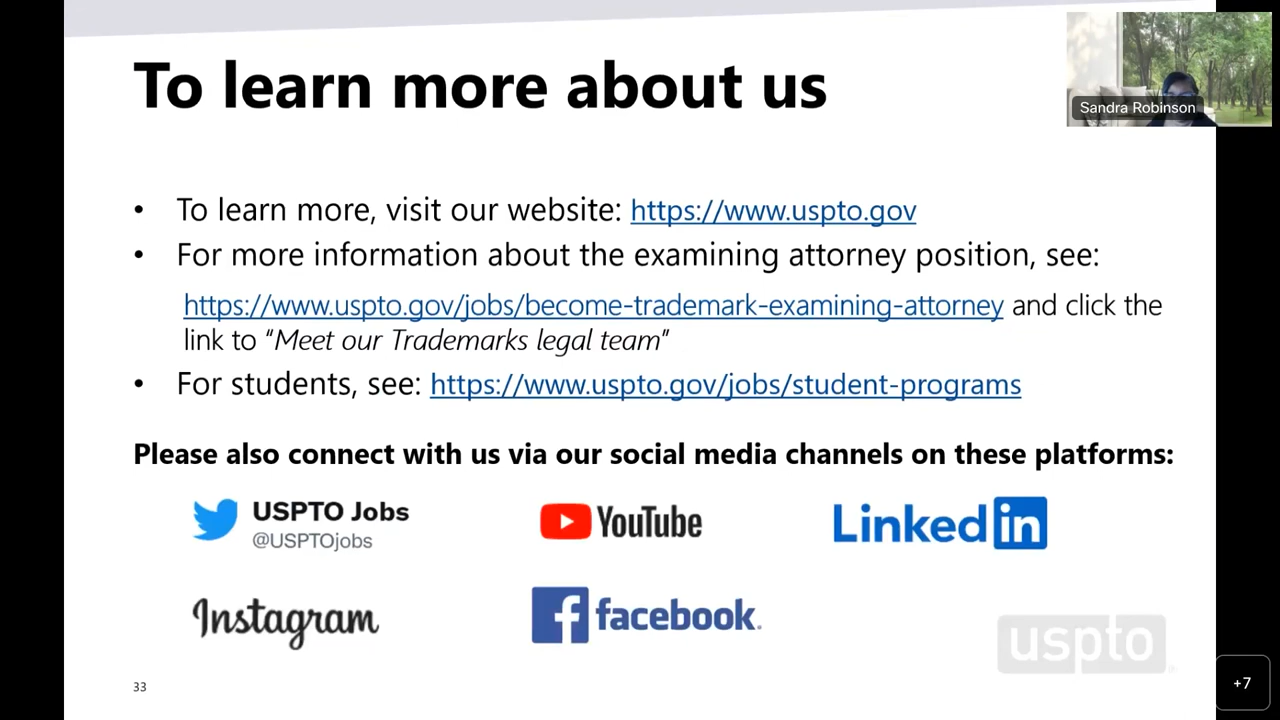 To learn more about us
Sandra Robinson
• To learn more, visit our website: https://www.uspto.gov
• For more information about the examining attorney position, see:
https://www.uspto.gov/jobs/become-trademark-examining-attorney and click the
link to “Meet our Trademarks legal team”
• For students, see: https://www.uspto.gov/jobs/student-programs
Please also connect with us via our social media channels on these platforms:
USPTO Jobs
@USPTOjobs
YouTube
Linked in
Instagram
facebook.
uspto
33
+7